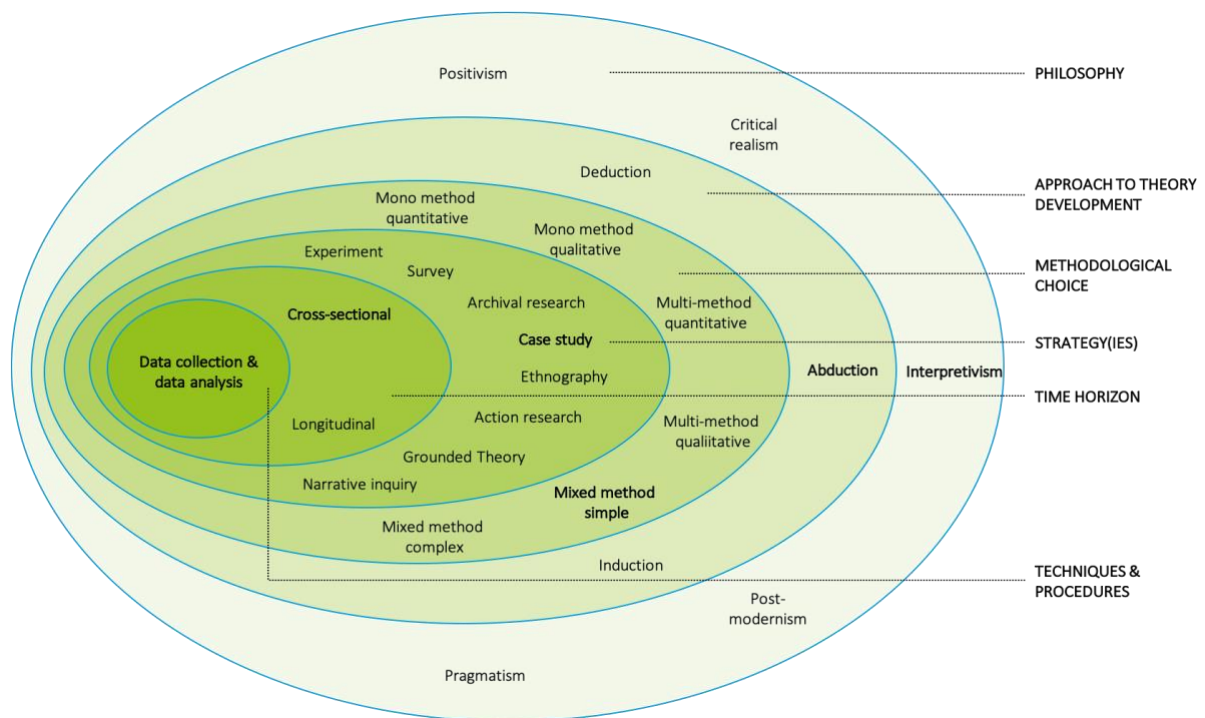 Positivism
PHILOSOPHY
Critical
realism
Deduction
APPROACH TO THEORY
DEVELOPMENT
Mono method
quantitative
Mono method
qualitative
METHODOLOGICAL
CHOICE
Experiment
Survey
Archival research
Multi-method
quantitative
Cross-sectional
Case study
STRATEGY(IES)
Data collection &
data analysis
Ethnography
Abduction
Interpretivism
TIME HORIZON
Longitudinal
Action research
Multi-method
qualiitative
Grounded Theory
Narrative inquiry
Mixed method
simple
Mixed method
complex
Induction
TECHNIQUES &
PROCEDURES
Post-
modernism
Pragmatism